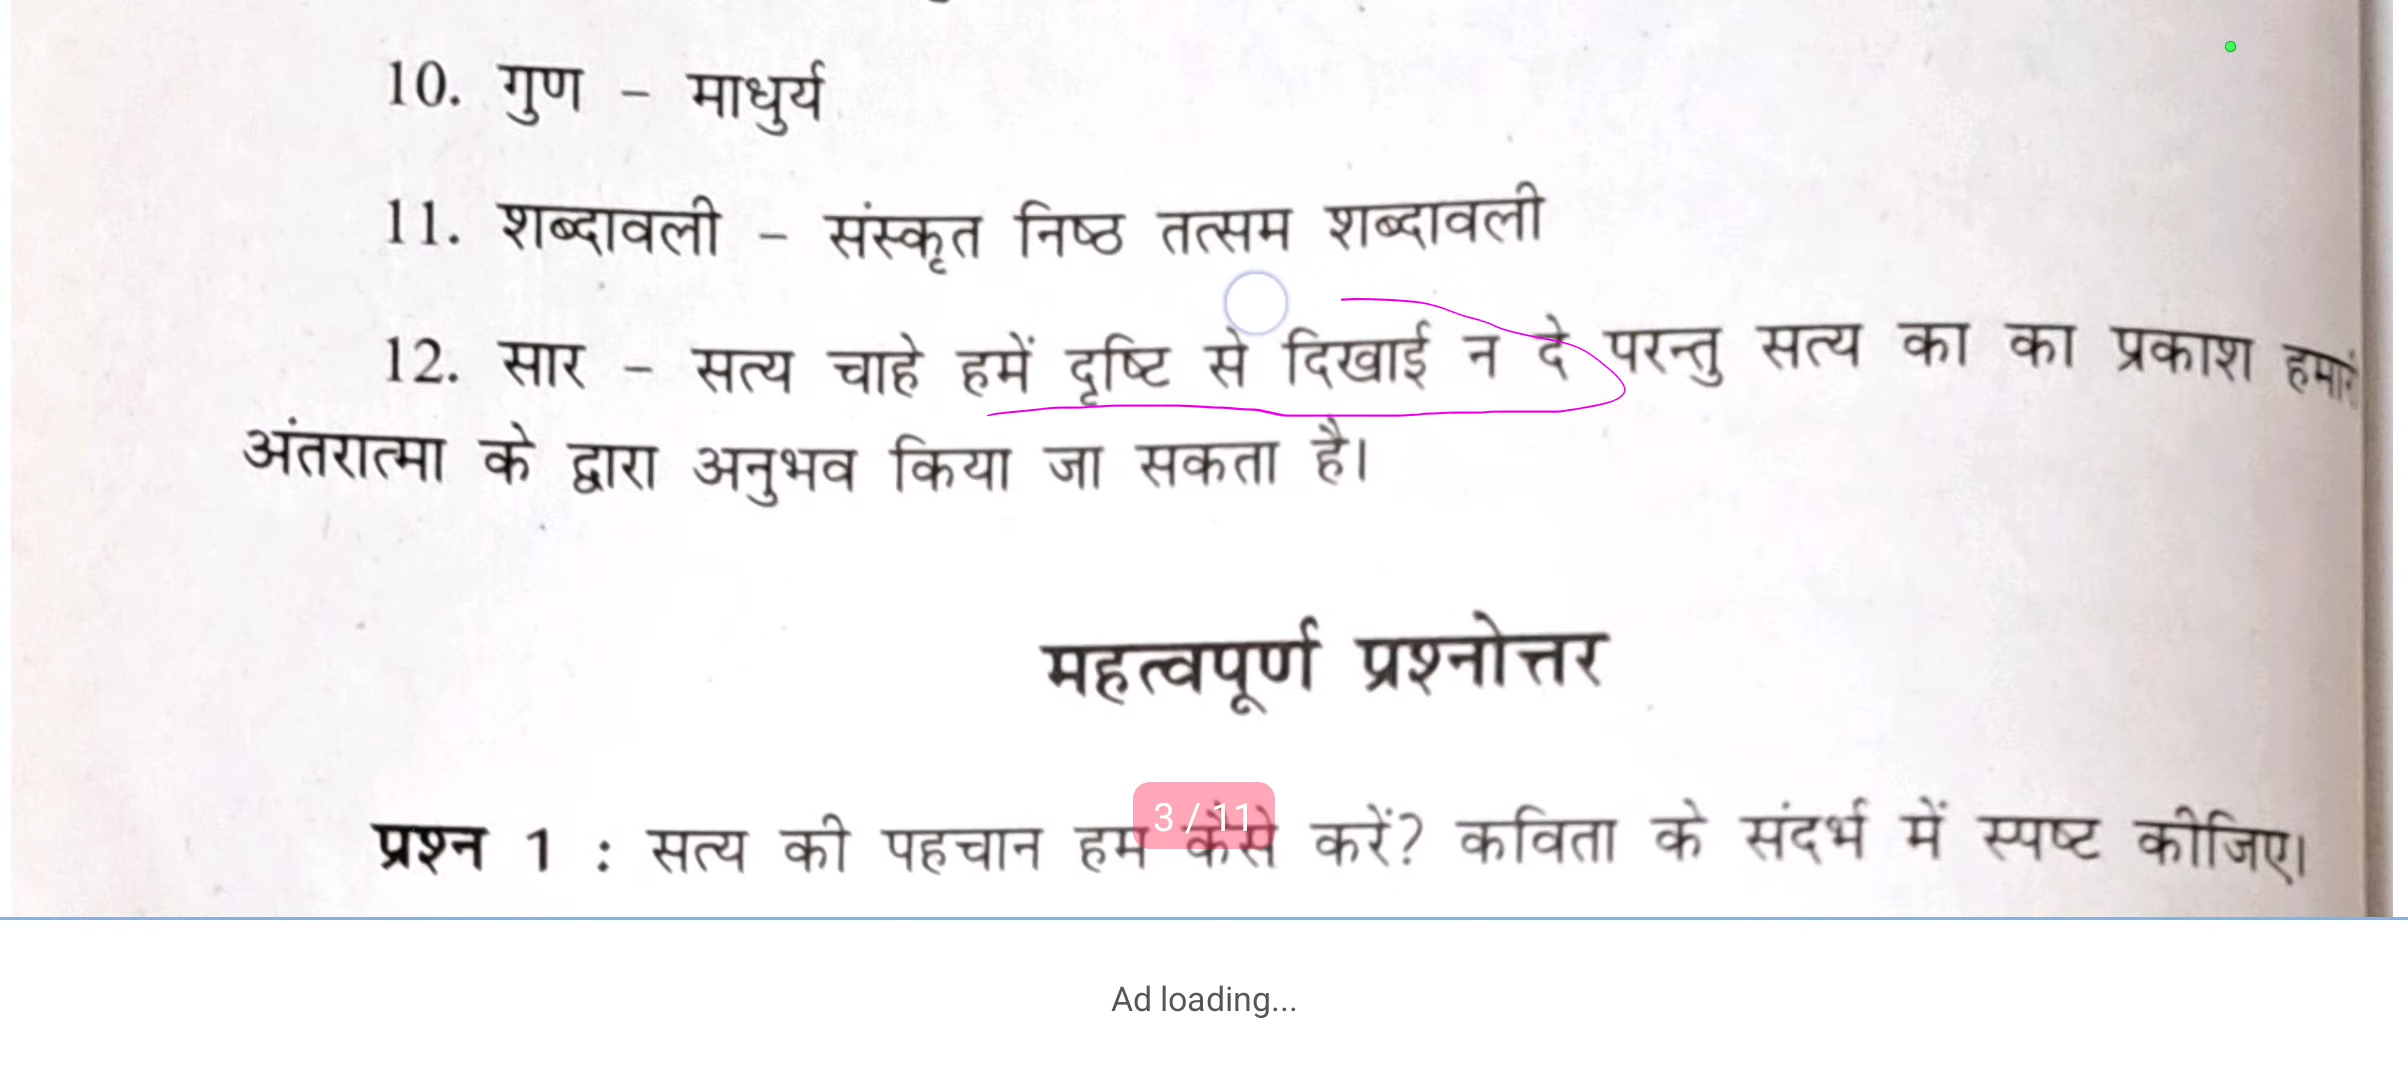 10. गुण – माधुर्य
11. शब्दावली – संस्कृत निष्ठ तत्सम शब्दावली
12. सार – सत्य चाहे हमें दृष्टि से दिखाई न दे परन्तु सत्य का का प्रकाश
अंतरात्मा के द्वारा अनुभव किया जा सकता है।
महत्वपूर्ण प्रश्नोत्तर
प्रश्न 1 : सत्य की पहचान हम कैसे करें? कविता के संदर्भ में स्पष्ट कीजिए।
3 / 11
Ad loading...